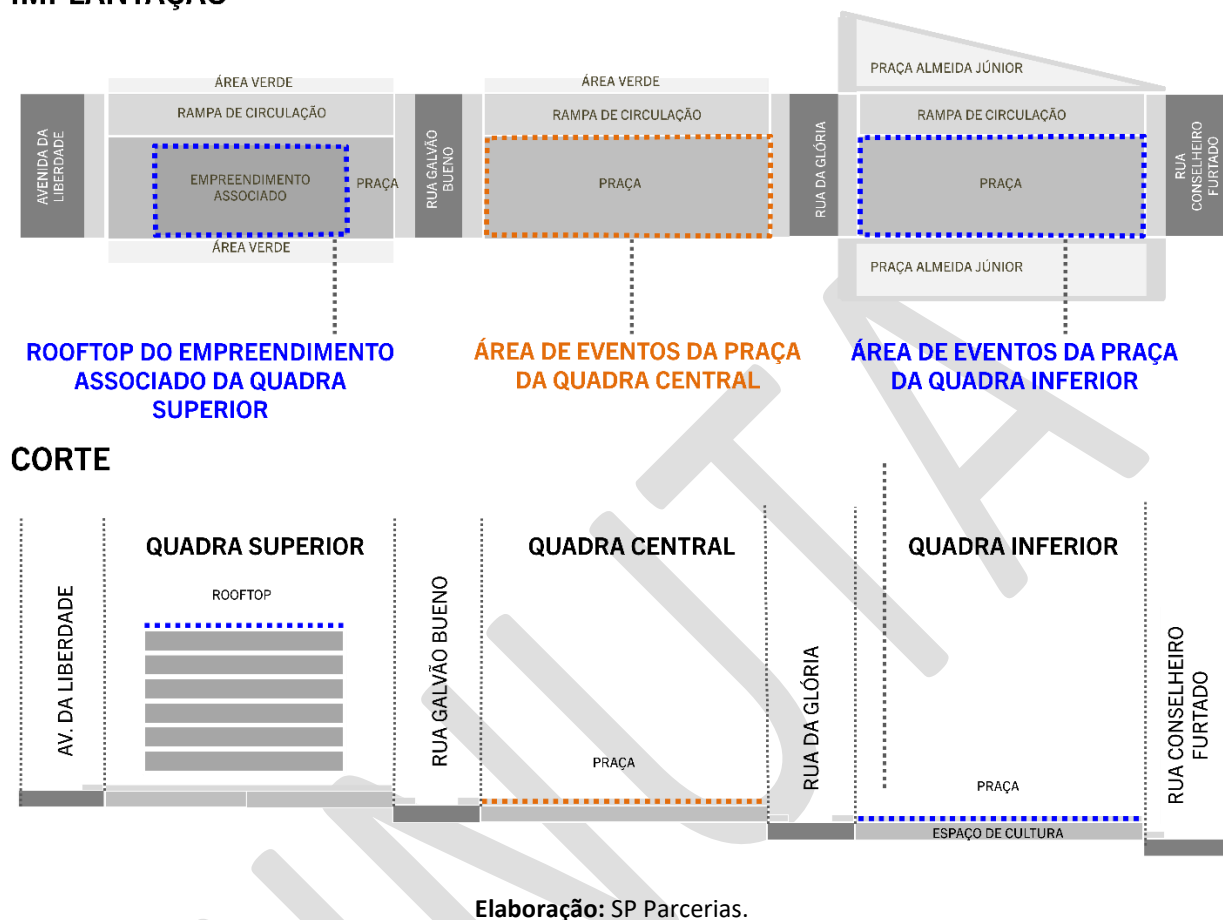 IMPLANTAÇÃO
ÁREA VERDE
RAMPA DE CIRCULAÇÃO
AVENIDA DA
LIBERDADE
EMPREENDIMENTO
ASSOCIADO
PRAÇA
ÁREA VERDE
RUA GALVÃO
BUENO
ÁREA VERDE
RAMPA DE CIRCULAÇÃO
PRAÇA
RUA DA GLÓRIA
PRAÇA ALMEIDA JÚNIOR
RAMPA DE CIRCULAÇÃO
PRAÇA
PRAÇA ALMEIDA JÚNIOR
RUA
CONSELHEIRO
FURTADO
ROOFTOP DO EMPREENDIMENTO
ASSOCIADO DA QUADRA
SUPERIOR
ÁREA DE EVENTOS DA PRAÇA
DA QUADRA CENTRAL
ÁREA DE EVENTOS DA PRAÇA
DA QUADRA INFERIOR
CORTE
AV. DA LIBERDADE
QUADRA SUPERIOR
ROOFTOP
RUA GALVÃO BUENO
QUADRA CENTRAL
PRAÇA
RUA DA GLÓRIA
QUADRA INFERIOR
PRAÇA
ESPAÇO DE CULTURA
RUA CONSELHEIRO
FURTADO
MINUTA
Elaboração: SP Parcerias.